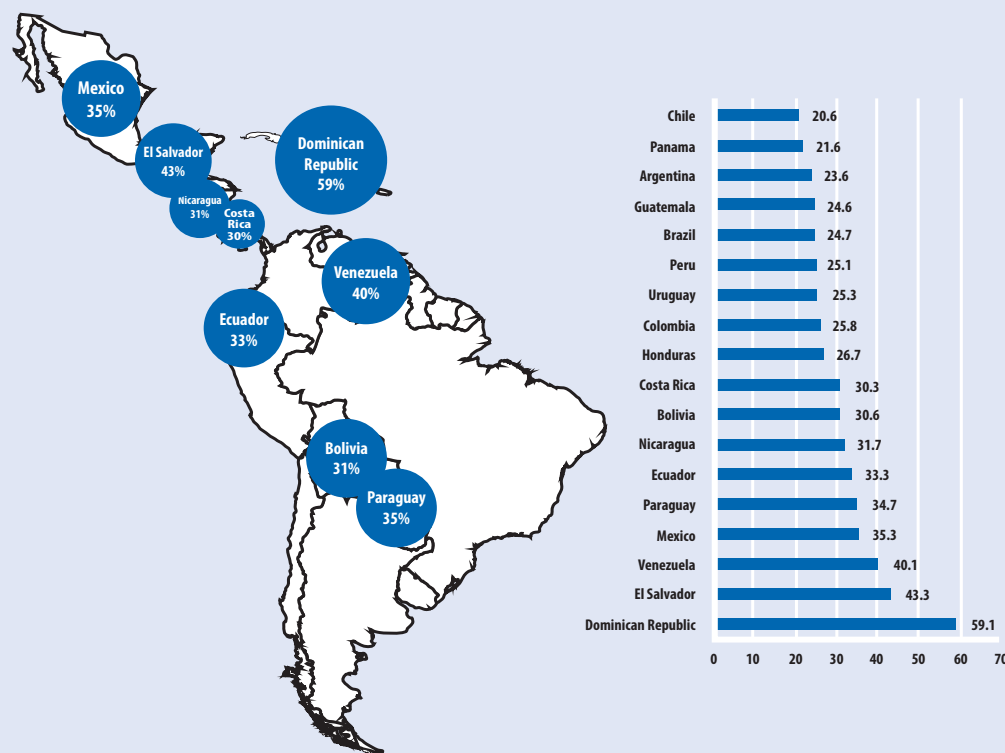 Mexico
35%
El Salvador
43%
Nicaragua
31%
Costa
Rica
30%
Dominican
Republic
59%
Venezuela
40%
Ecuador
33%
Bolivia
31%
Paraguay
35%
Chile 20.6
Panama 21.6
Argentina 23.6
Guatemala 24.6
Brazil 24.7
Peru 25.1
Uruguay 25.3
Colombia 25.8
Honduras 26.7
Costa Rica 30.3
Bolivia 30.6
Nicaragua 31.7
Ecuador 33.3
Paraguay 34.7
Mexico 35.3
Venezuela 40.1
El Salvador 43.3
Dominican Republic 59.1
0 10 20 30 40 50 60 70